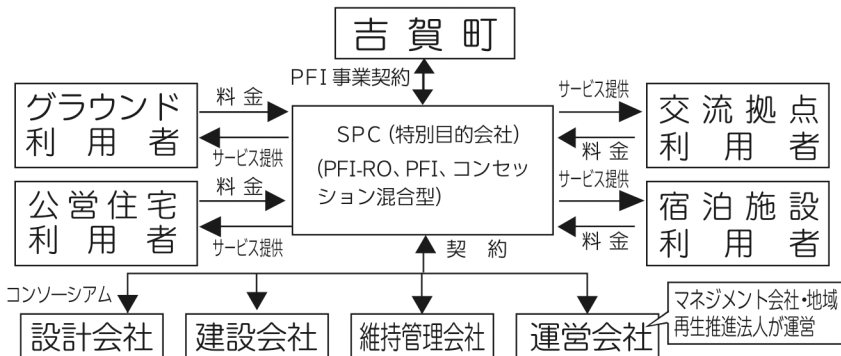 吉賀町
PFI事業契約
グラウンド
利用者
料金
サービス提供
公営住宅
利用者
料金
サービス提供
SPC(特別目的会社)
(PFI-RO、PFI、コンセッ
ション混合型)
サービス提供
料金
交流拠点
利用者
サービス提供
料金
宿泊施設
利用者
契約
コンソーシアム
設計会社
建設会社
維持管理会社
運営会社
マネジメント会社・地域
再生推進法人が運営